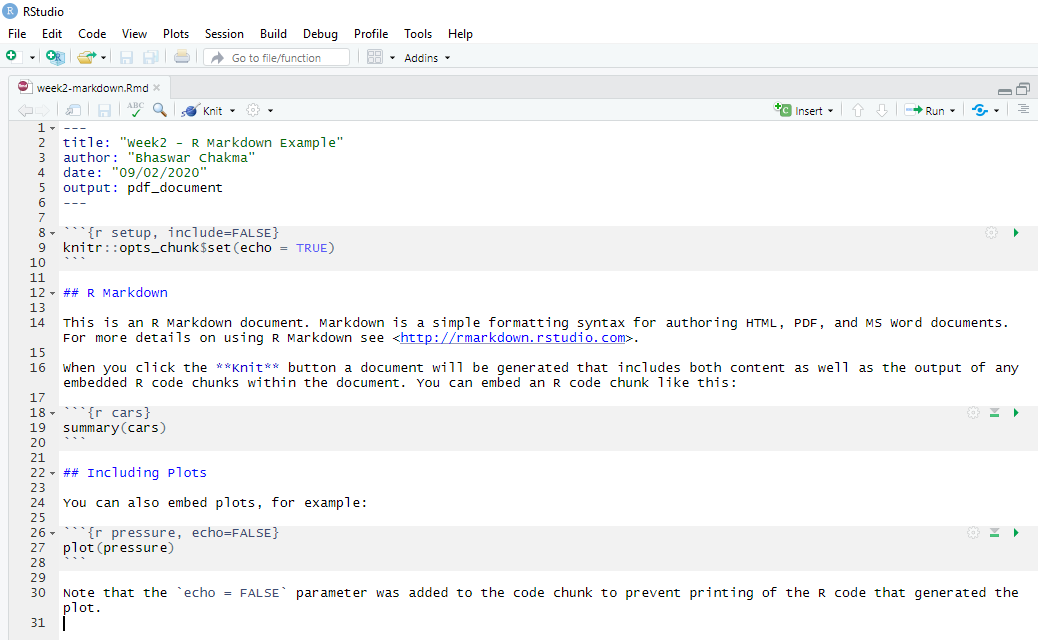 RStudio
File Edit Code View Plots Session Build Debug Profile Tools Help
Go to file/function Addins
week2-markdown.Rmd
ABC Knit Insert Run
1 ---
2 title: "Week2 - R Markdown Example"
3 author: "Bhaswar Chakma"
4 date: "09/02/2020"
5 output: pdf_document
6 ---
7
8 ```{r setup, include=FALSE}
9 knitr::opts_chunk$set(echo = TRUE)
10 ```
11
12 ## R Markdown
13
14 This is an R Markdown document. Markdown is a simple formatting syntax for authoring HTML, PDF, and MS Word documents.
For more details on using R Markdown see <http://rmarkdown.rstudio.com>.
15
16 When you click the **Knit** button a document will be generated that includes both content as well as the output of any
embedded R code chunks within the document. You can embed an R code chunk like this:
17
18 ```{r cars}
19 summary(cars)
20 ```
21
22 ## Including Plots
23
24 You can also embed plots, for example:
25
26 ```{r pressure, echo=FALSE}
27 plot(pressure)
28 ```
29
30 Note that the `echo = FALSE` parameter was added to the code chunk to prevent printing of the R code that generated the
plot.
31